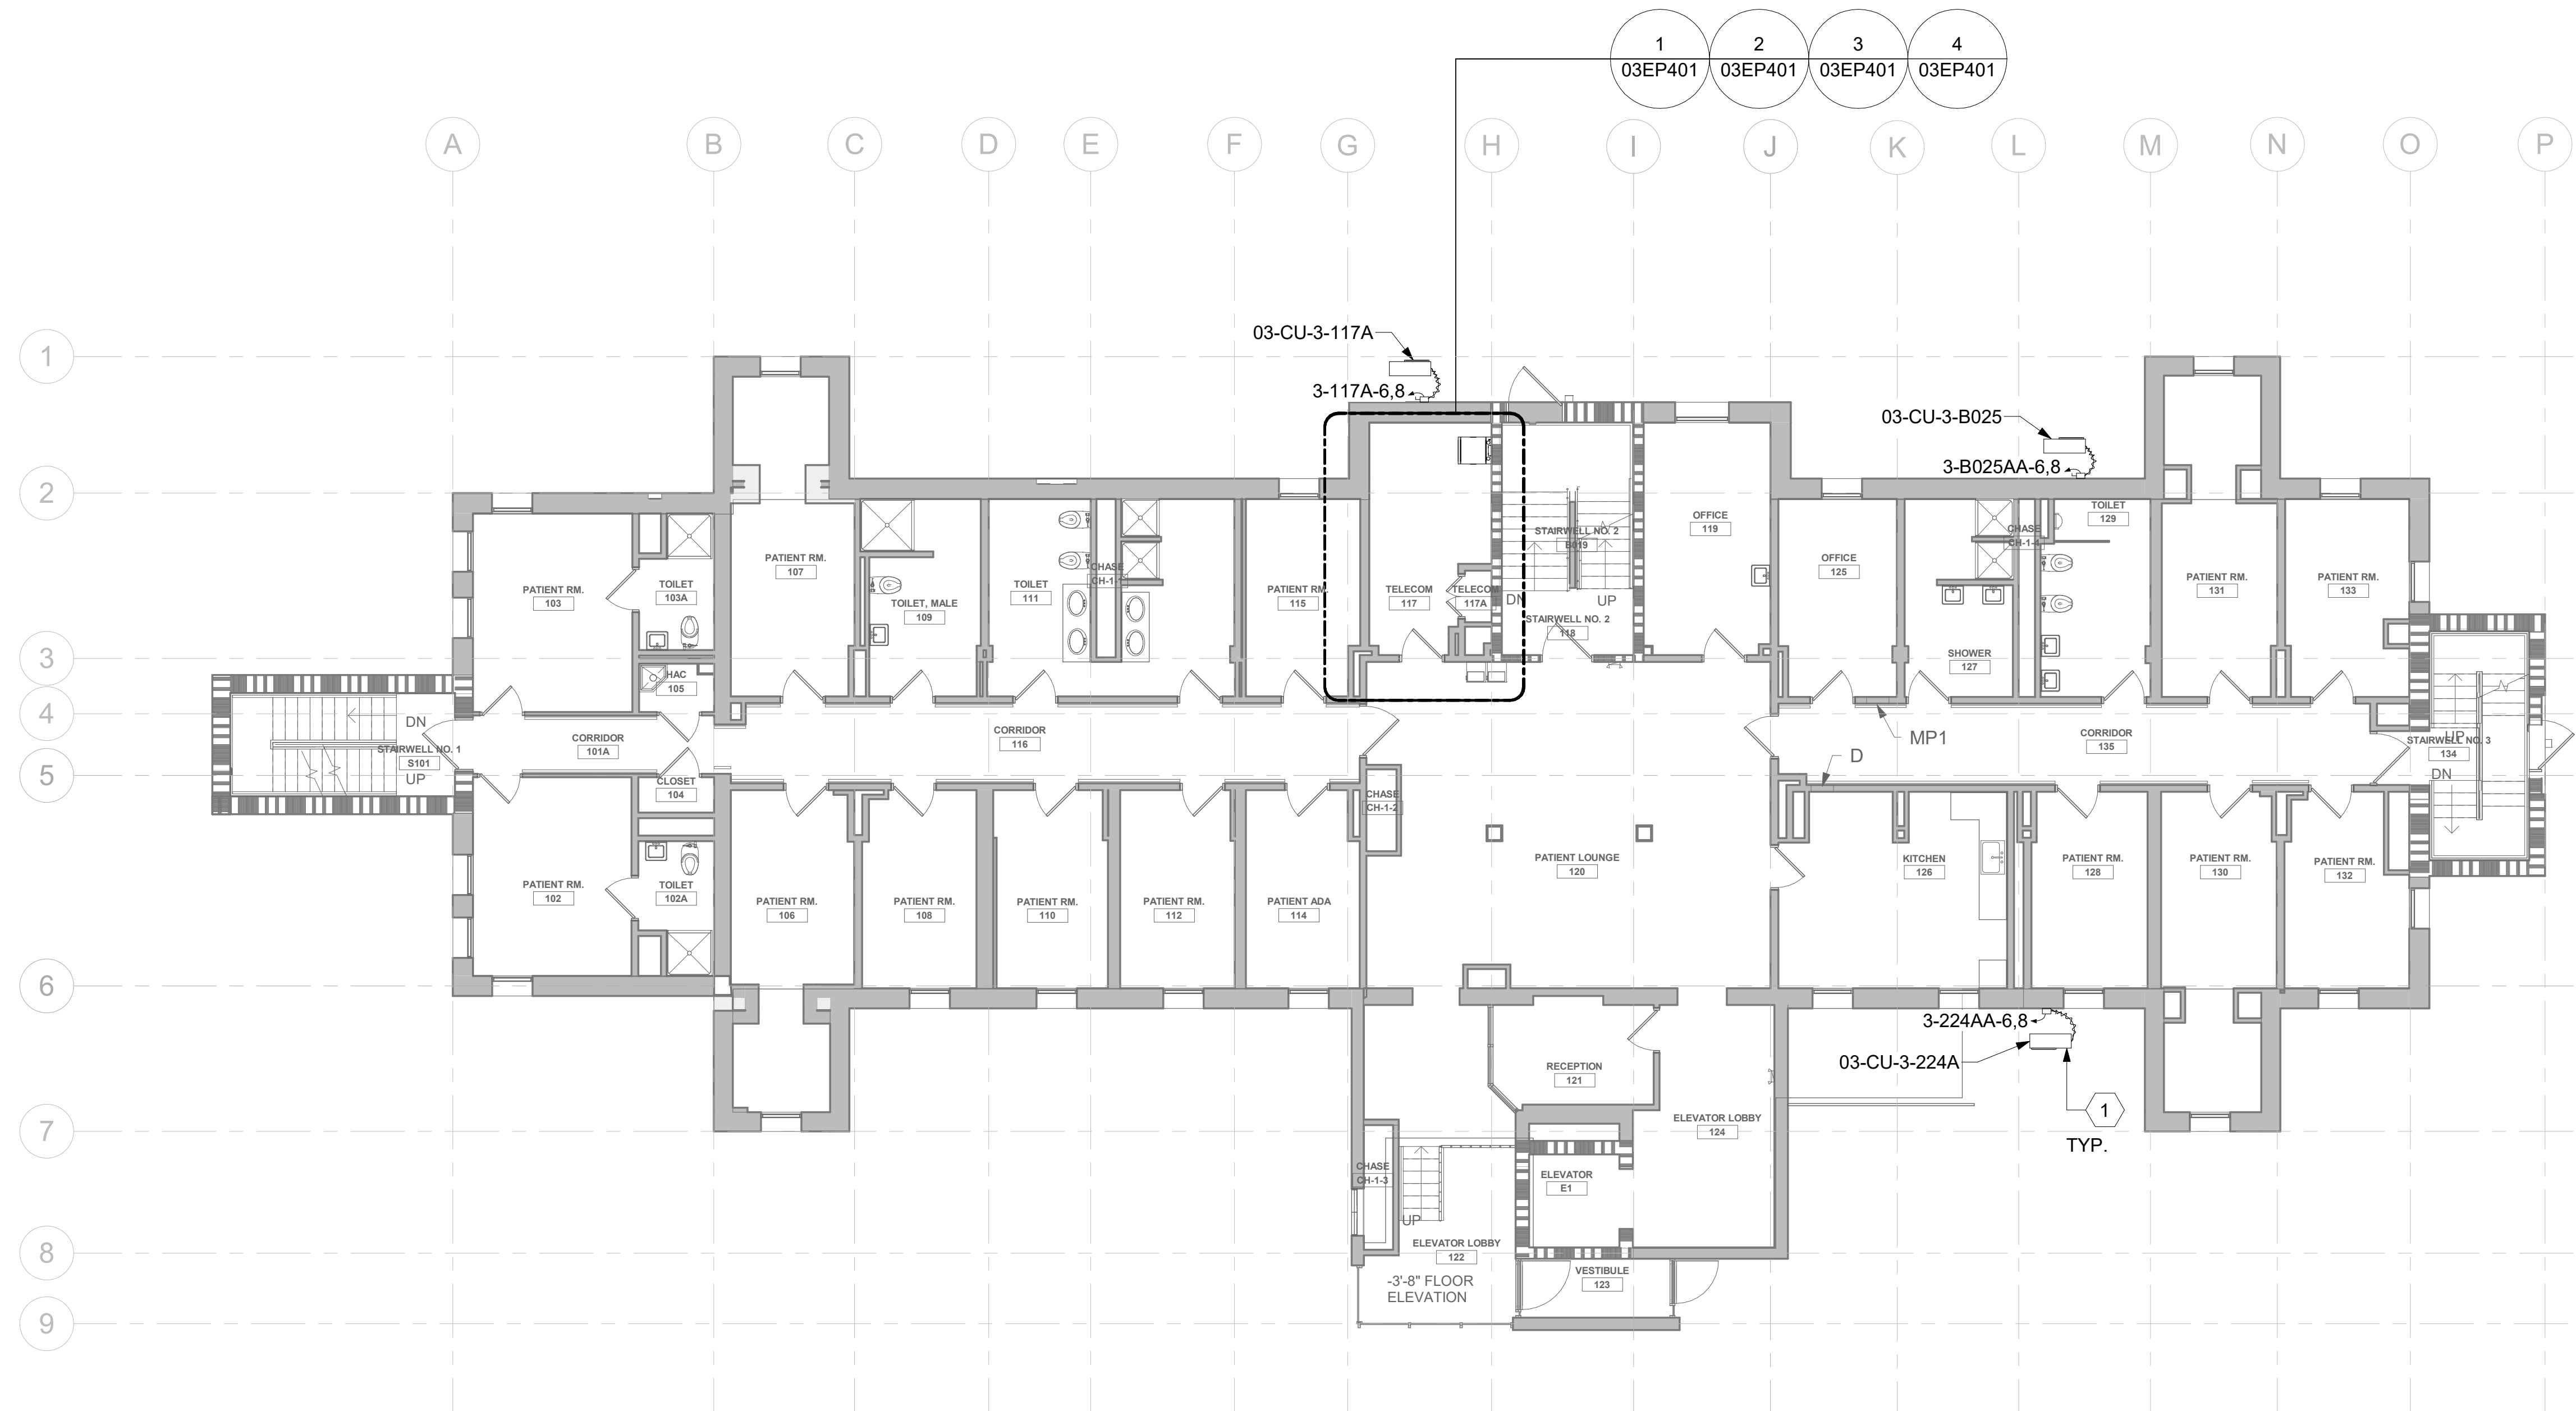 1
03EP401
2
03EP401
3
03EP401
4
03EP401
A
B
C
D
E
F
G
H
I
J
K
L
M
N
O
P
1
2
3
4
5
6
7
8
9
03-CU-3-117A
3-117A-6,8
03-CU-3-B025
3-B025AA-6,8
PATIENT RM.
103
TOILET
103A
HAC
105
PATIENT RM.
107
TOILET, MALE
109
TOILET
111
CHASE
CH-1-1
PATIENT RM.
115
TELECOM
117
TELECOM
117A
STAIRWELL NO. 2
B019
DN
UP
STAIRWELL NO. 2
118
OFFICE
119
OFFICE
125
SHOWER
127
CHASE
CH-1-4
TOILET
129
PATIENT RM.
131
PATIENT RM.
133
DN
STAIRWELL NO. 1
S101
UP
CORRIDOR
101A
CORRIDOR
116
MP1
D
CORRIDOR
135
UP
STAIRWELL NO. 3
134
DN
CLOSET
104
PATIENT RM.
102
TOILET
102A
PATIENT RM.
106
PATIENT RM.
108
PATIENT RM.
110
PATIENT RM.
112
PATIENT ADA
114
CHASE
CH-1-2
PATIENT LOUNGE
120
KITCHEN
126
PATIENT RM.
128
PATIENT RM.
130
PATIENT RM.
132
3-224AA-6,8
03-CU-3-224A
1
TYP.
RECEPTION
121
ELEVATOR LOBBY
124
CHASE
CH-1-3
UP
ELEVATOR
E1
ELEVATOR LOBBY
122
-3'-8" FLOOR
ELEVATION
VESTIBULE
123